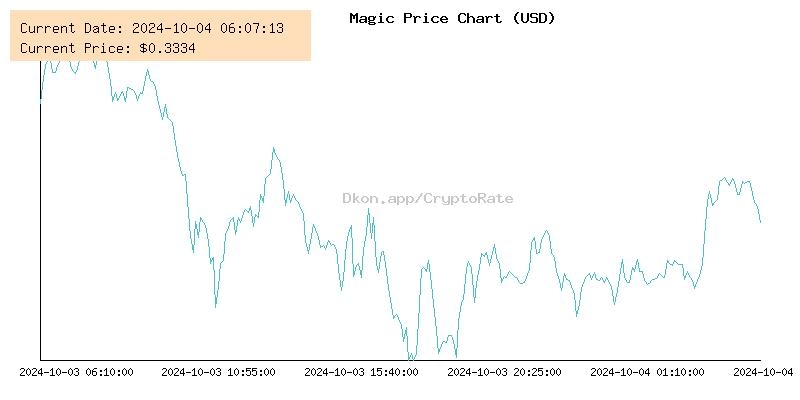 Magic Price Chart (USD)
Current Date: 2024-10-04 06:07:13
Current Price: $0.3334
Dkon.app/CryptoRate
2024-10-03 06:10:00 2024-10-03 10:55:00 2024-10-03 15:40:00 2024-10-03 20:25:00 2024-10-04 01:10:00 2024-10-04